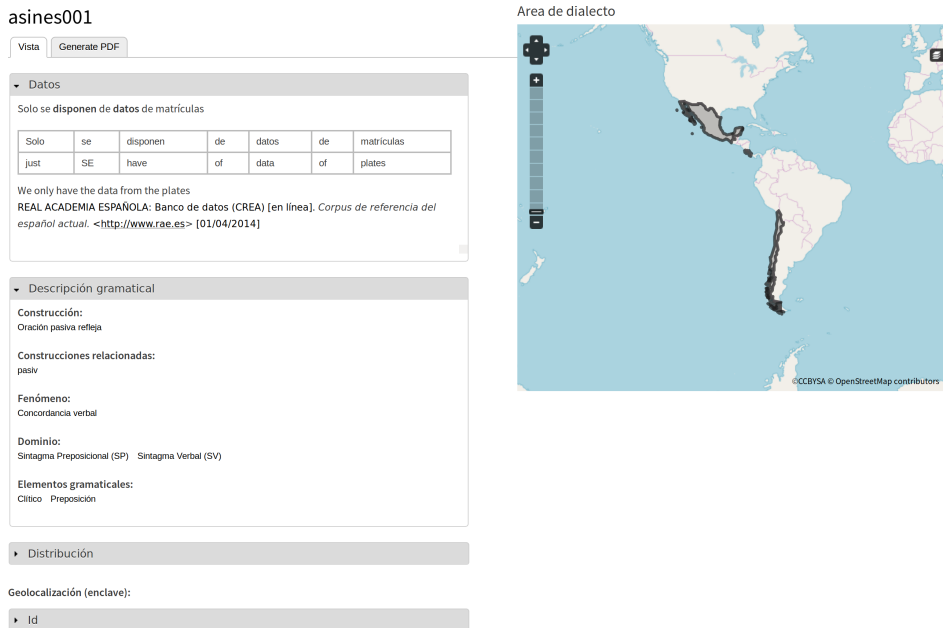 asines001
Vista
Generate PDF
Datos
Solo se disponen de datos de matrículas
Solo se disponen de datos de matrículas
just SE have of data of plates
We only have the data from the plates
REAL ACADEMIA ESPAÑOLA: Banco de datos (CREA) [en línea]. Corpus de referencia del
español actual. <http://www.rae.es> [01/04/2014]
Descripción gramatical
Construcción:
Oración pasiva refleja
Construcciones relacionadas:
pasiv
Fenómeno:
Concordancia verbal
Dominio:
Sintagma Preposicional (SP) Sintagma Verbal (SV)
Elementos gramaticales:
Clítico Preposición
Distribución
Geolocalización (enclave):
Id
Area de dialecto
©CCBYSA © OpenStreetMap contributors